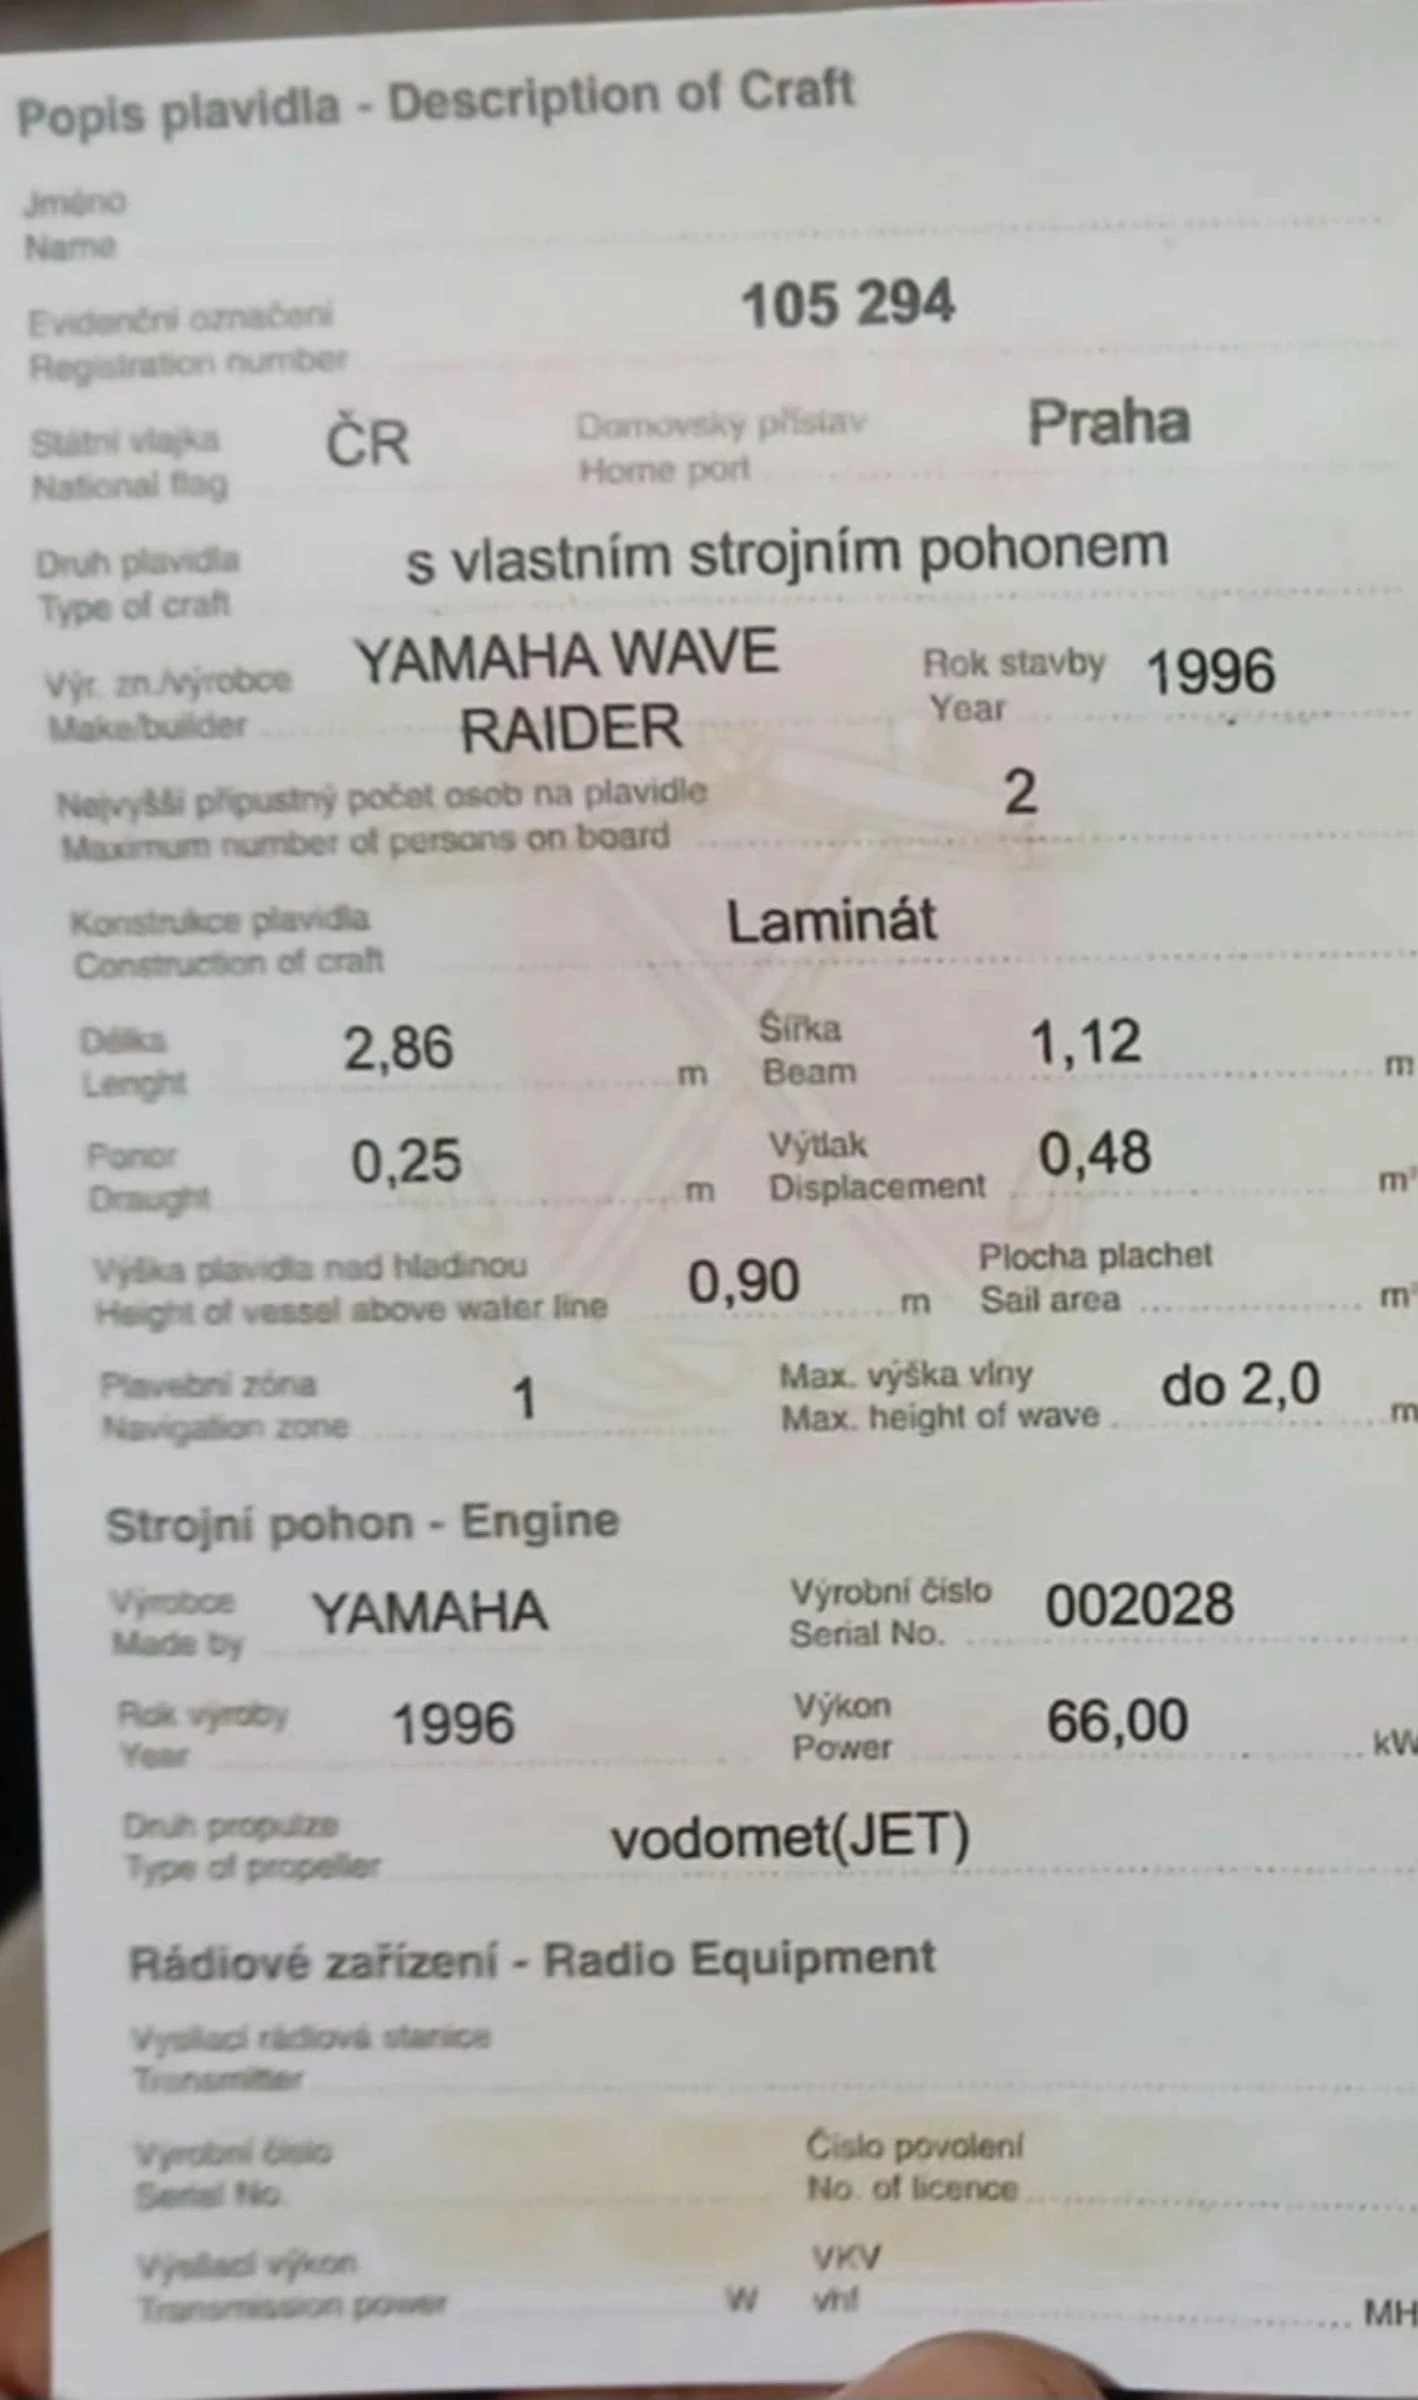 Popis plavidla - Description of Craft
Jméno
Name
Evidenční označení 105 294
Registration number
Státní vlajka ČR Domovský přístav Praha
National flag Home port
Druh plavidla s vlastním strojním pohonem
Type of craft
Výr. zn./výrobce YAMAHA WAVE Rok stavby 1996
Make/builder RAIDER Year
Nejvyšší přípustný počet osob na plavidle 2
Maximum number of persons on board
Konstrukce plavidla Laminát
Construction of craft
Délka 2,86 m Šířka 1,12 m
Lenght Beam
Ponor 0,25 m Výtlak 0,48 m³
Draught Displacement
Výška plavidla nad hladinou 0,90 m Plocha plachet
Height of vessel above water line Sail area m²
Plavební zóna 1 Max. výška vlny do 2,0 m
Navigation zone Max. height of wave
Strojní pohon - Engine
Výrobce YAMAHA Výrobní číslo 002028
Made by Serial No.
Rok výroby 1996 Výkon 66,00 kW
Year Power
Druh propulze vodomet(JET)
Type of propeller
Rádiové zařízení - Radio Equipment
Vysílací rádiová stanice
Transmitter
Výrobní číslo Číslo povolení
Serial No. No. of licence
Vysílací výkon VKV
Transmission power W vhf MH